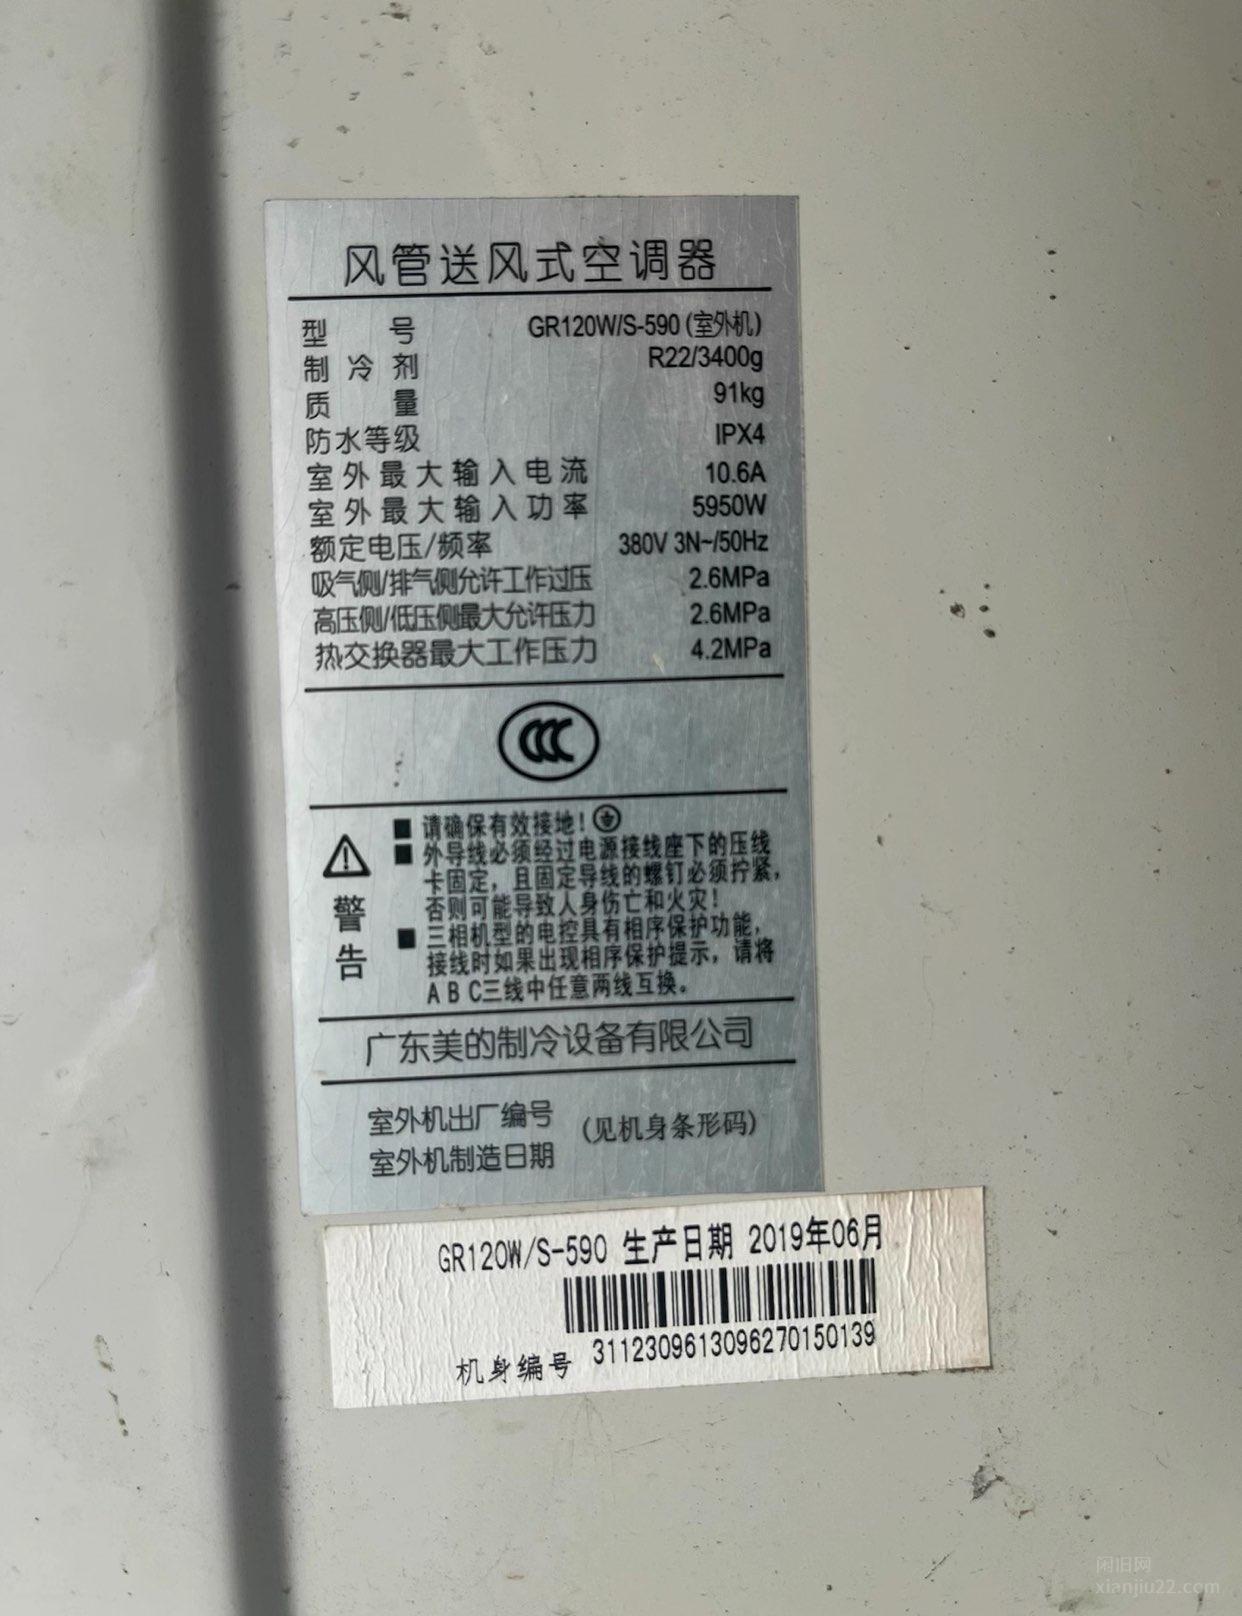 风管送风式空调器
型号 GR120W/S-590(室外机)
制冷剂 R22/3400g
质量 91kg
防水等级 IPX4
室外最大输入电流 10.6A
室外最大输入功率 5950W
额定电压/频率 380V 3N~/50Hz
吸气侧/排气侧允许工作过压 2.6MPa
高压侧/低压侧最大允许压力 2.6MPa
热交换器最大工作压力 4.2MPa
CCC
警告
■ 请确保有效接地!
■ 外导线必须经过电源接线座下的压线
卡固定，且固定导线的螺钉必须拧紧，
否则可能导致人身伤亡和火灾!
■ 三相机型的电控具有相序保护功能，
接线时如果出现相序保护提示，请将
A B C三线中任意两线互换。
广东美的制冷设备有限公司
室外机出厂编号 (见机身条形码)
室外机制造日期
GR120W/S-590 生产日期 2019年06月
机身编号 3112309613096270150139
闲旧网
xianjiu22.com